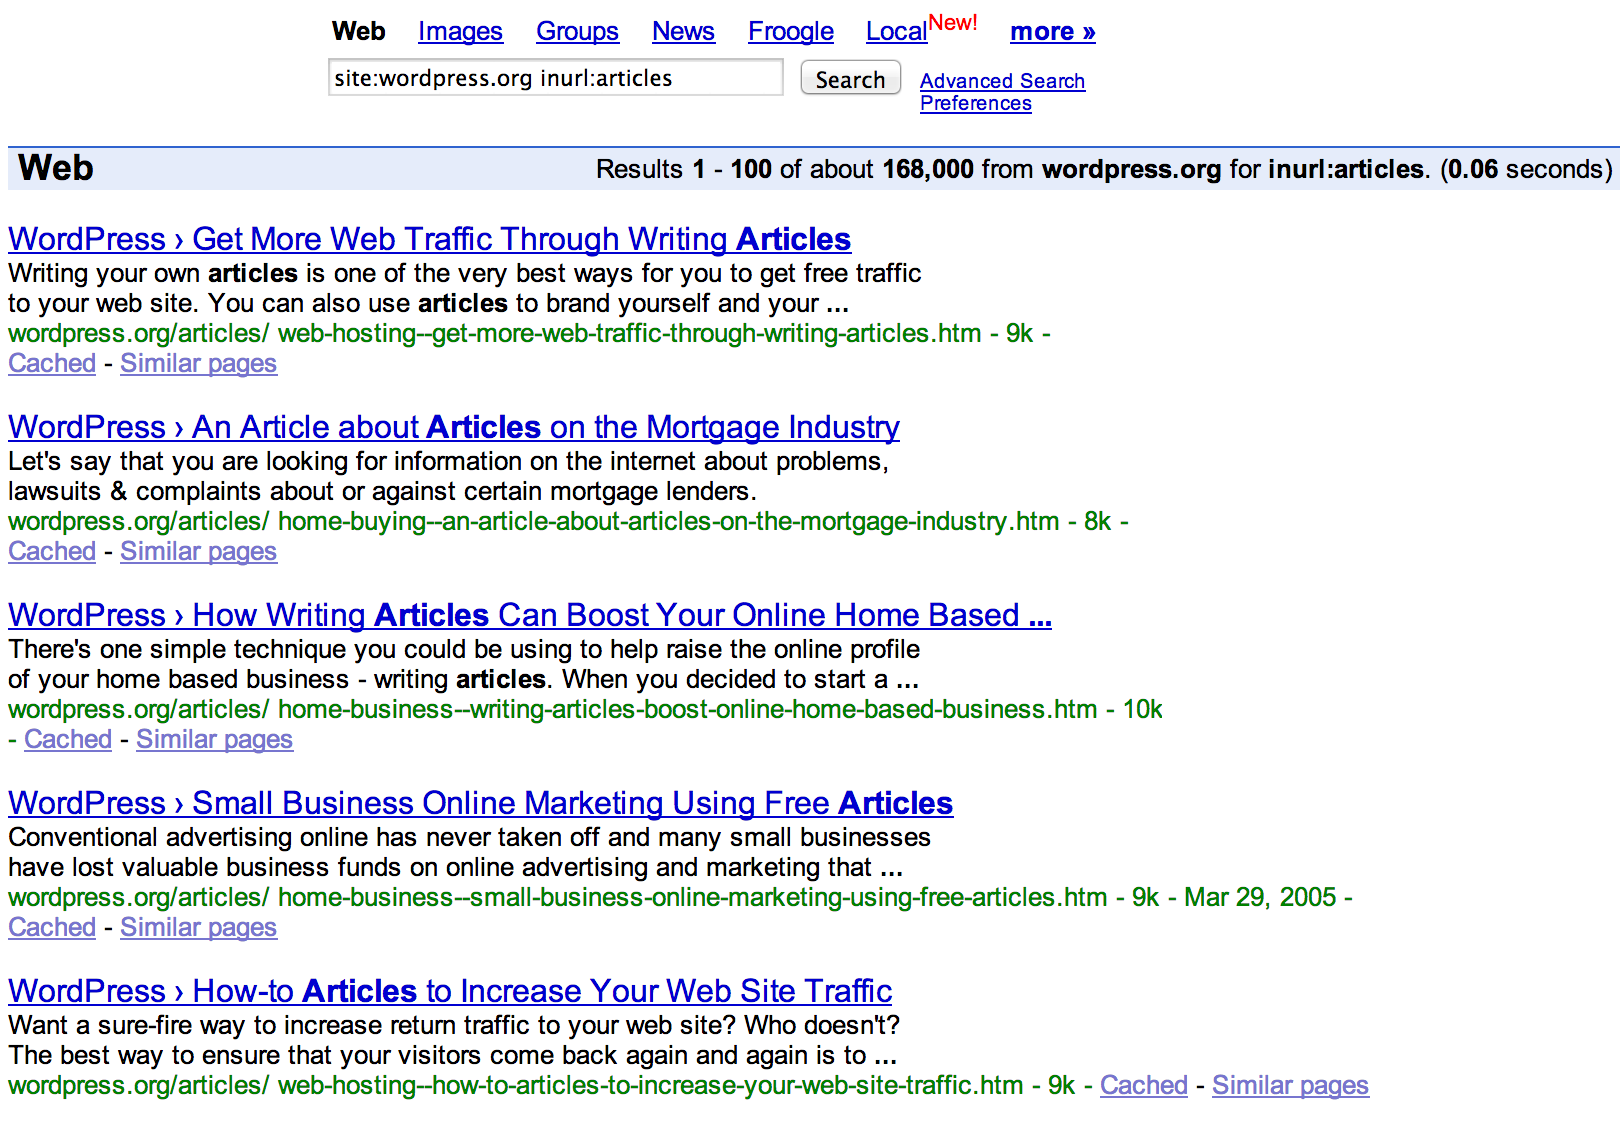 Web Images Groups News Froogle Local New! more »
site:wordpress.org inurl:articles Search Advanced Search
Preferences
Web Results 1 - 100 of about 168,000 from wordpress.org for inurl:articles. (0.06 seconds)
WordPress › Get More Web Traffic Through Writing Articles
Writing your own articles is one of the very best ways for you to get free traffic
to your web site. You can also use articles to brand yourself and your ...
wordpress.org/articles/ web-hosting--get-more-web-traffic-through-writing-articles.htm - 9k -
Cached - Similar pages
WordPress › An Article about Articles on the Mortgage Industry
Let's say that you are looking for information on the internet about problems,
lawsuits & complaints about or against certain mortgage lenders.
wordpress.org/articles/ home-buying--an-article-about-articles-on-the-mortgage-industry.htm - 8k -
Cached - Similar pages
WordPress › How Writing Articles Can Boost Your Online Home Based ...
There's one simple technique you could be using to help raise the online profile
of your home based business - writing articles. When you decided to start a ...
wordpress.org/articles/ home-business--writing-articles-boost-online-home-based-business.htm - 10k
- Cached - Similar pages
WordPress › Small Business Online Marketing Using Free Articles
Conventional advertising online has never taken off and many small businesses
have lost valuable business funds on online advertising and marketing that ...
wordpress.org/articles/ home-business--small-business-online-marketing-using-free-articles.htm - 9k - Mar 29, 2005 -
Cached - Similar pages
WordPress › How-to Articles to Increase Your Web Site Traffic
Want a sure-fire way to increase return traffic to your web site? Who doesn't?
The best way to ensure that your visitors come back again and again is to ...
wordpress.org/articles/ web-hosting--how-to-articles-to-increase-your-web-site-traffic.htm - 9k - Cached - Similar pages